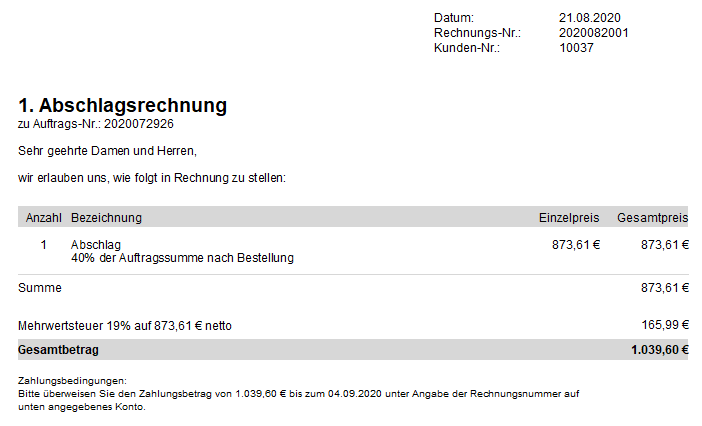 Datum: 21.08.2020
Rechnungs-Nr.: 2020082001
Kunden-Nr.: 10037
1. Abschlagsrechnung
zu Auftrags-Nr.: 2020072926
Sehr geehrte Damen und Herren,
wir erlauben uns, wie folgt in Rechnung zu stellen:
Anzahl Bezeichnung Einzelpreis Gesamtpreis
1 Abschlag 873,61 € 873,61 €
40% der Auftragssumme nach Bestellung
Summe 873,61 €
Mehrwertsteuer 19% auf 873,61 € netto 165,99 €
Gesamtbetrag 1.039,60 €
Zahlungsbedingungen:
Bitte überweisen Sie den Zahlungsbetrag von 1.039,60 € bis zum 04.09.2020 unter Angabe der Rechnungsnummer auf
unten angegebenes Konto.